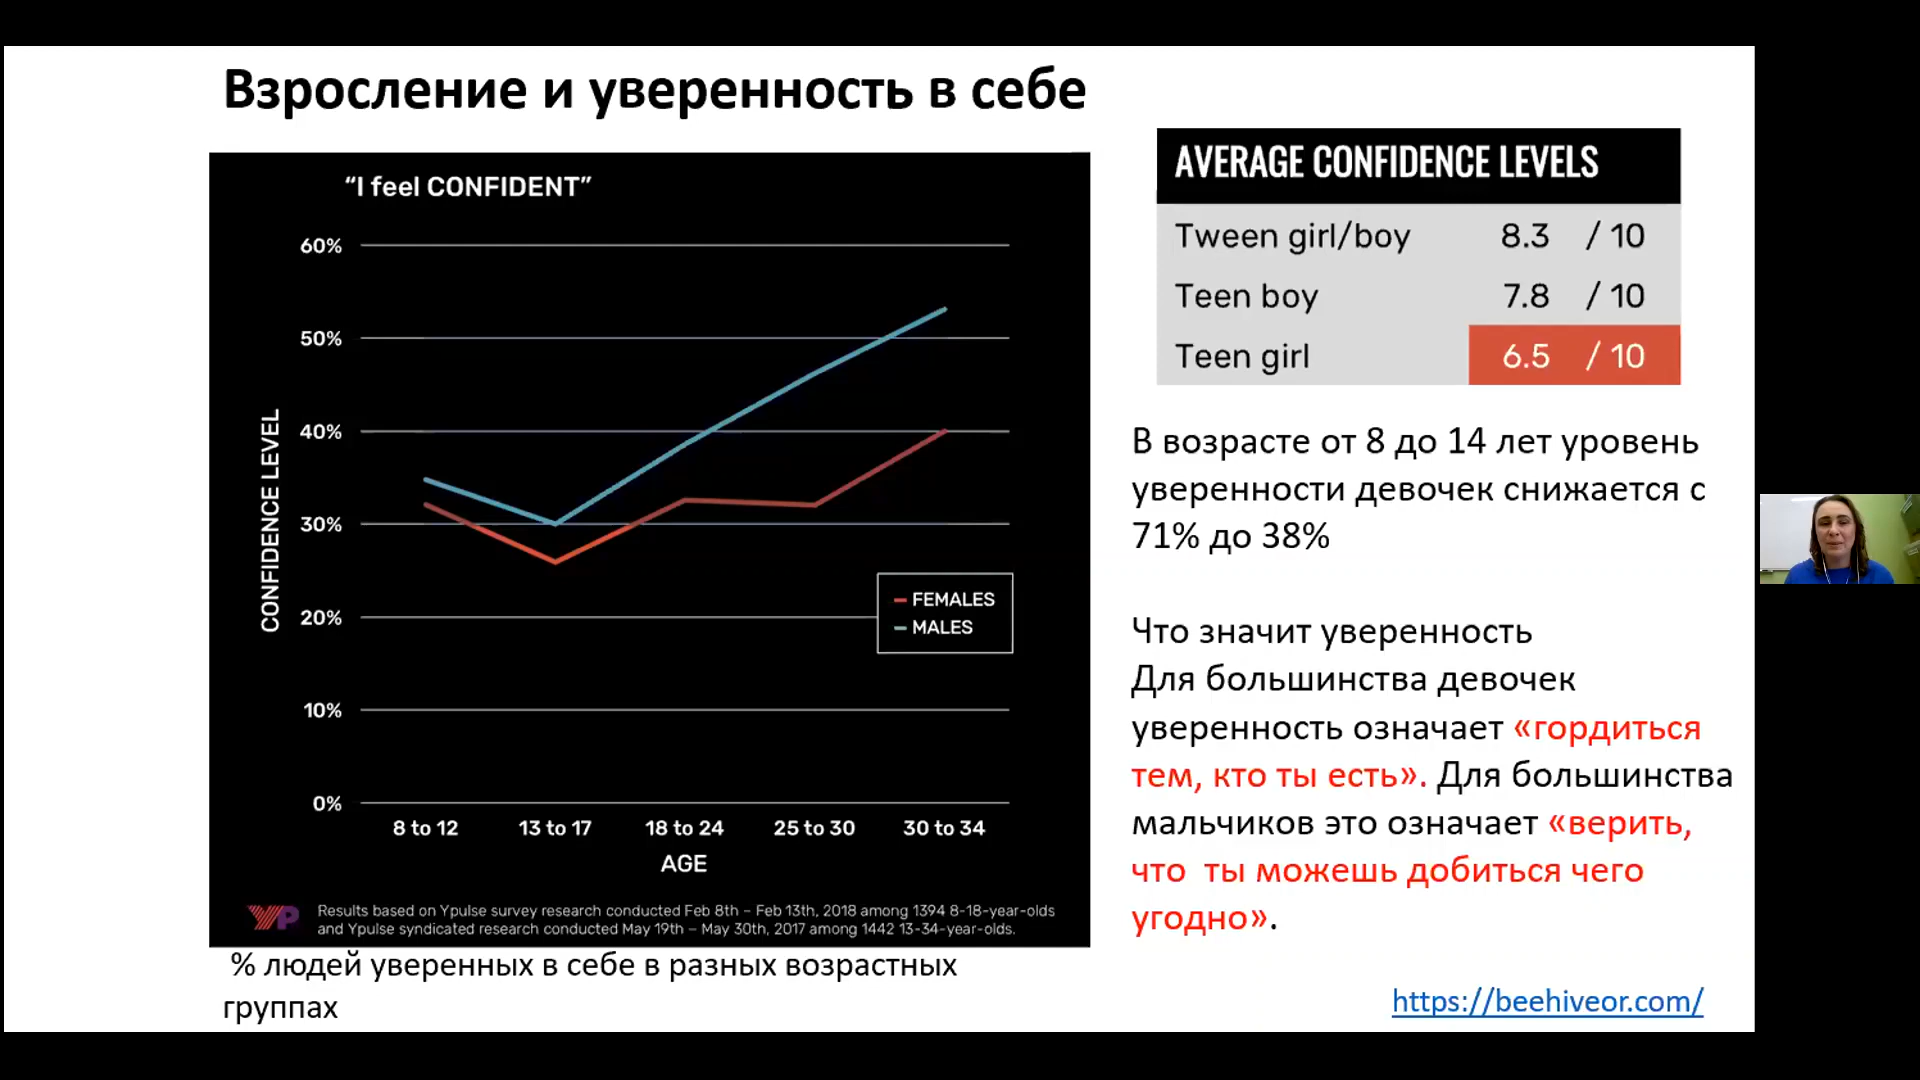 Взросление и уверенность в себе
“I feel CONFIDENT”
60%
50%
40%
30%
20%
10%
0%
CONFIDENCE LEVEL
FEMALES
MALES
8 to 12
13 to 17
18 to 24
25 to 30
30 to 34
AGE
YP
Results based on Ypulse survey research conducted Feb 8th – Feb 13th, 2018 among 1394 8-18-year-olds
and Ypulse syndicated research conducted May 19th – May 30th, 2017 among 1442 13-34-year-olds.
% людей уверенных в себе в разных возрастных
группах
AVERAGE CONFIDENCE LEVELS
Tween girl/boy 8.3 / 10
Teen boy 7.8 / 10
Teen girl 6.5 / 10
В возрасте от 8 до 14 лет уровень
уверенности девочек снижается с
71% до 38%
Что значит уверенность
Для большинства девочек
уверенность означает «гордиться
тем, кто ты есть». Для большинства
мальчиков это означает «верить,
что ты можешь добиться чего
угодно».
https://beehiveor.com/